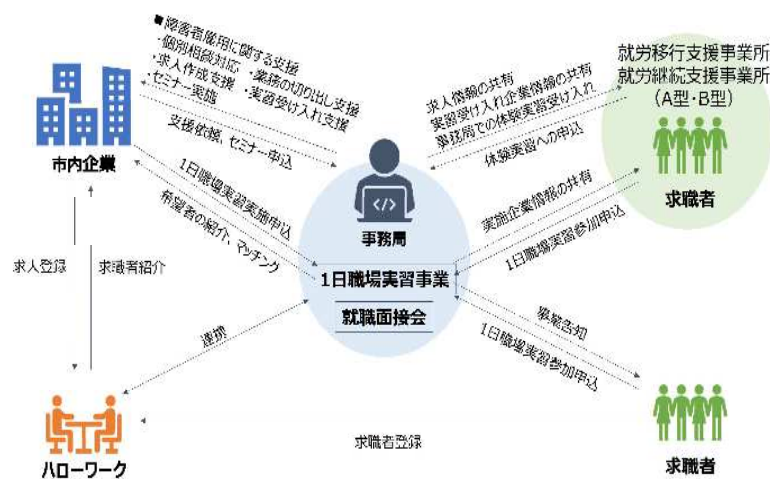 ■障害者雇用に関する支援
・個別相談対応 ・業務の切り出し支援
・求人作成支援 ・実習受け入れ支援
・セミナー実施
支援依頼、セミナー申込
市内企業
1日職場実習実施申込
希望者の紹介、マッチング
求人登録
求職者紹介
事務局
1日職場実習事業
就職面接会
求人情報の共有
実習受け入れ企業情報の共有
事務局での体験実習受け入れ
体験実習への申込
就労移行支援事業所
就労継続支援事業所
（A型・B型）
求職者
実施企業情報の共有
1日職場実習参加申込
事業告知
1日職場実習参加申込
連携
ハローワーク
求職者登録
求職者